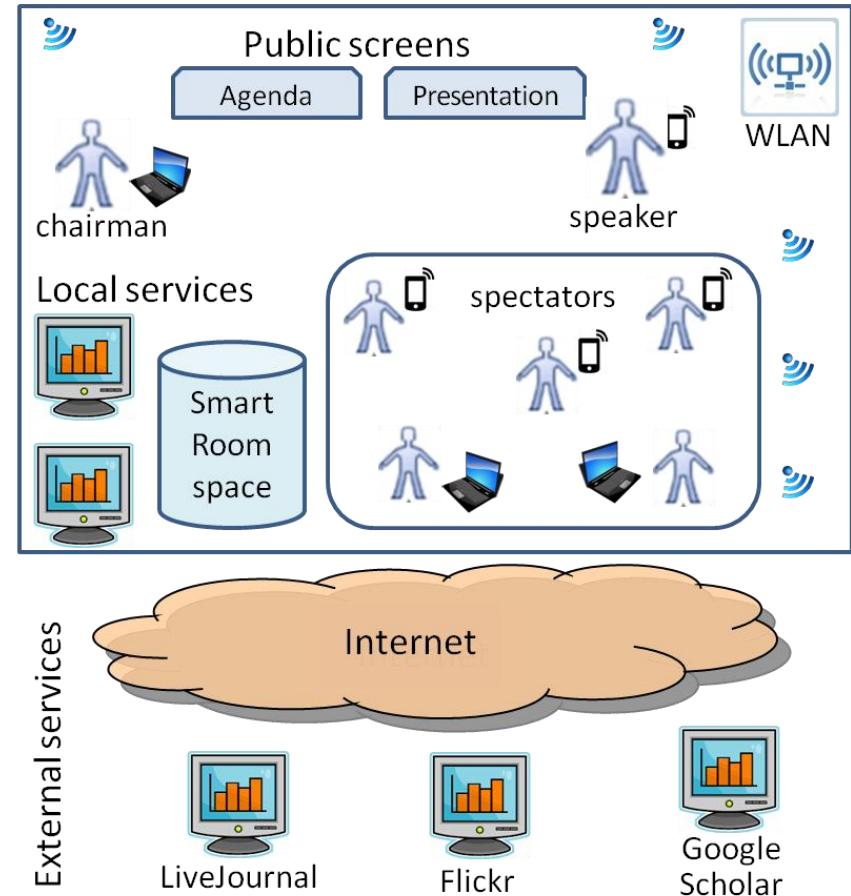 Public screens
Agenda
Presentation
WLAN
chairman
speaker
Local services
spectators
Smart
Room
space
Internet
External services
LiveJournal
Flickr
Google
Scholar